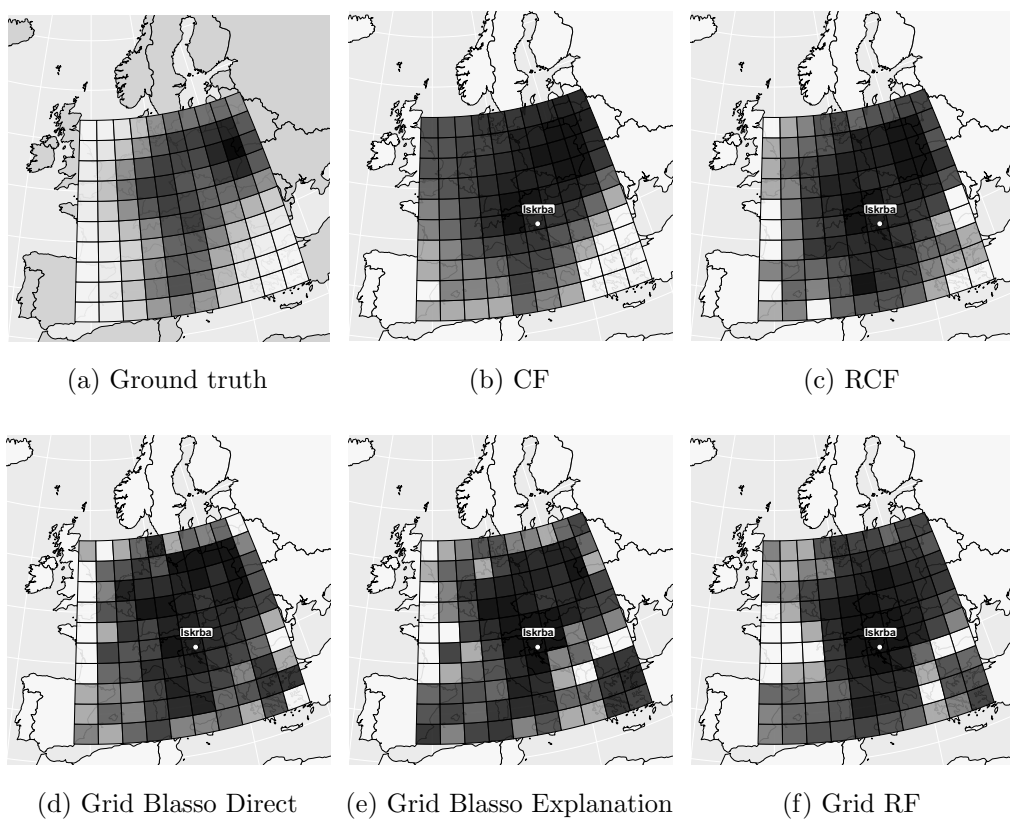 Iskrba
Iskrba
(a) Ground truth
(b) CF
(c) RCF
Iskrba
Iskrba
Iskrba
(d) Grid Blasso Direct
(e) Grid Blasso Explanation
(f) Grid RF